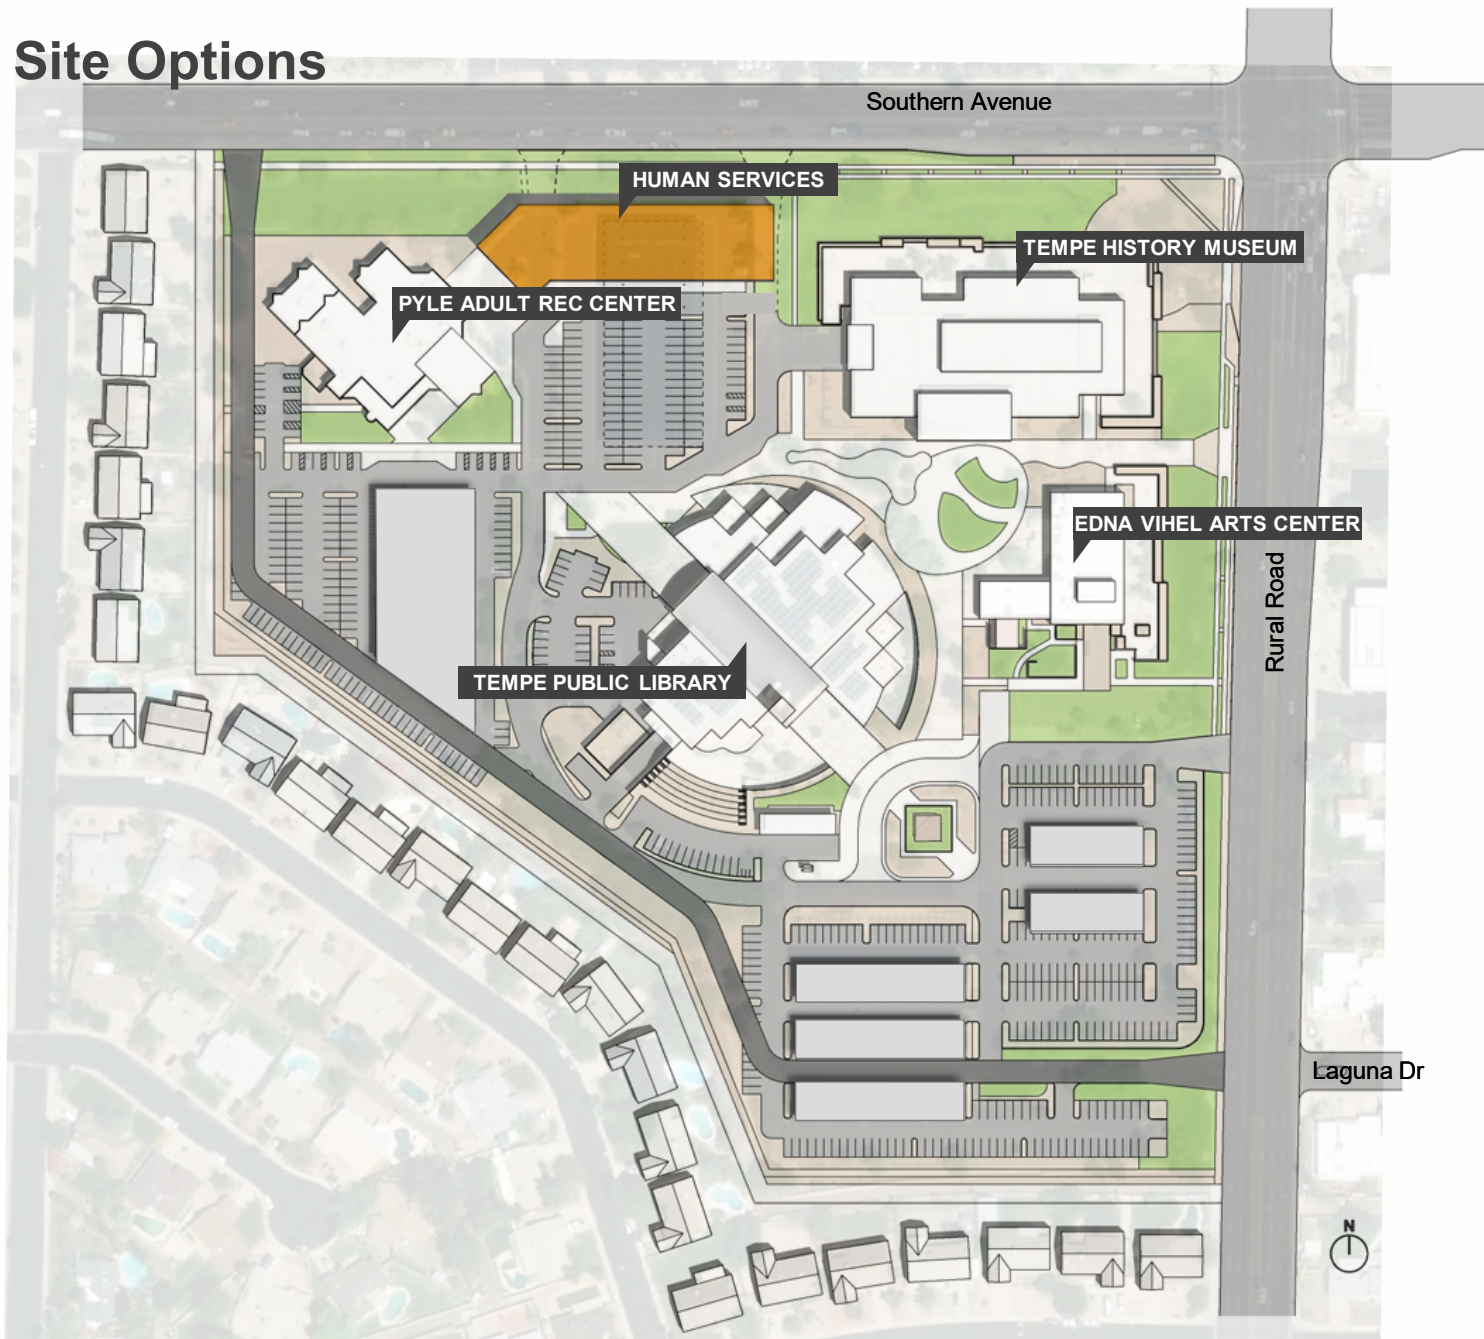 Site Options
Southern Avenue
HUMAN SERVICES
TEMPE HISTORY MUSEUM
PYLE ADULT REC CENTER
EDNA VIHEL ARTS CENTER
Rural Road
TEMPE PUBLIC LIBRARY
Laguna Dr
N